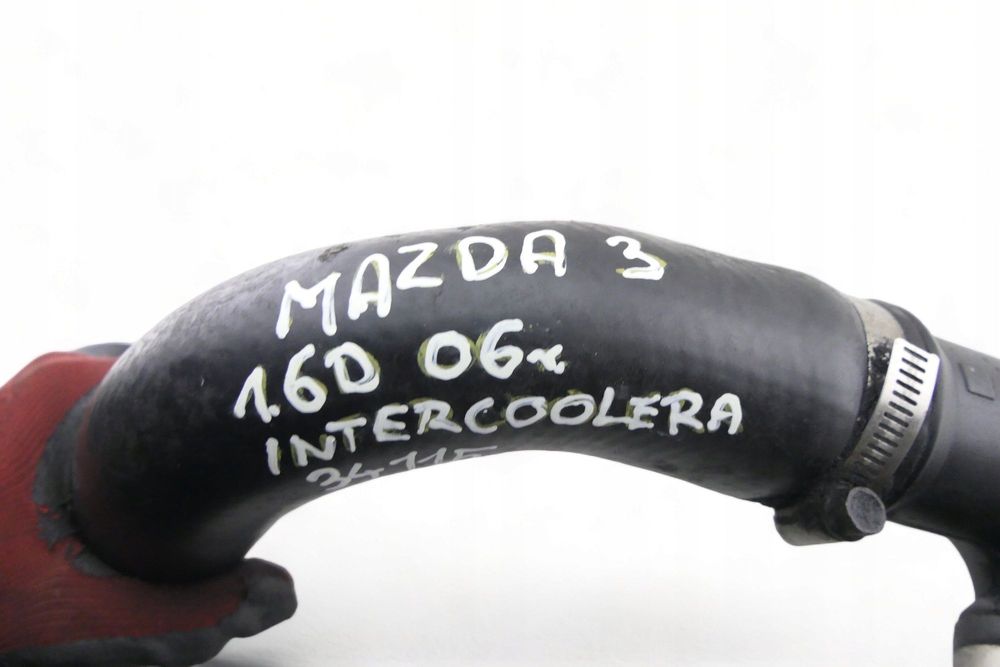 MAZDA 3
1.6D 06r.
INTERCOOLERA